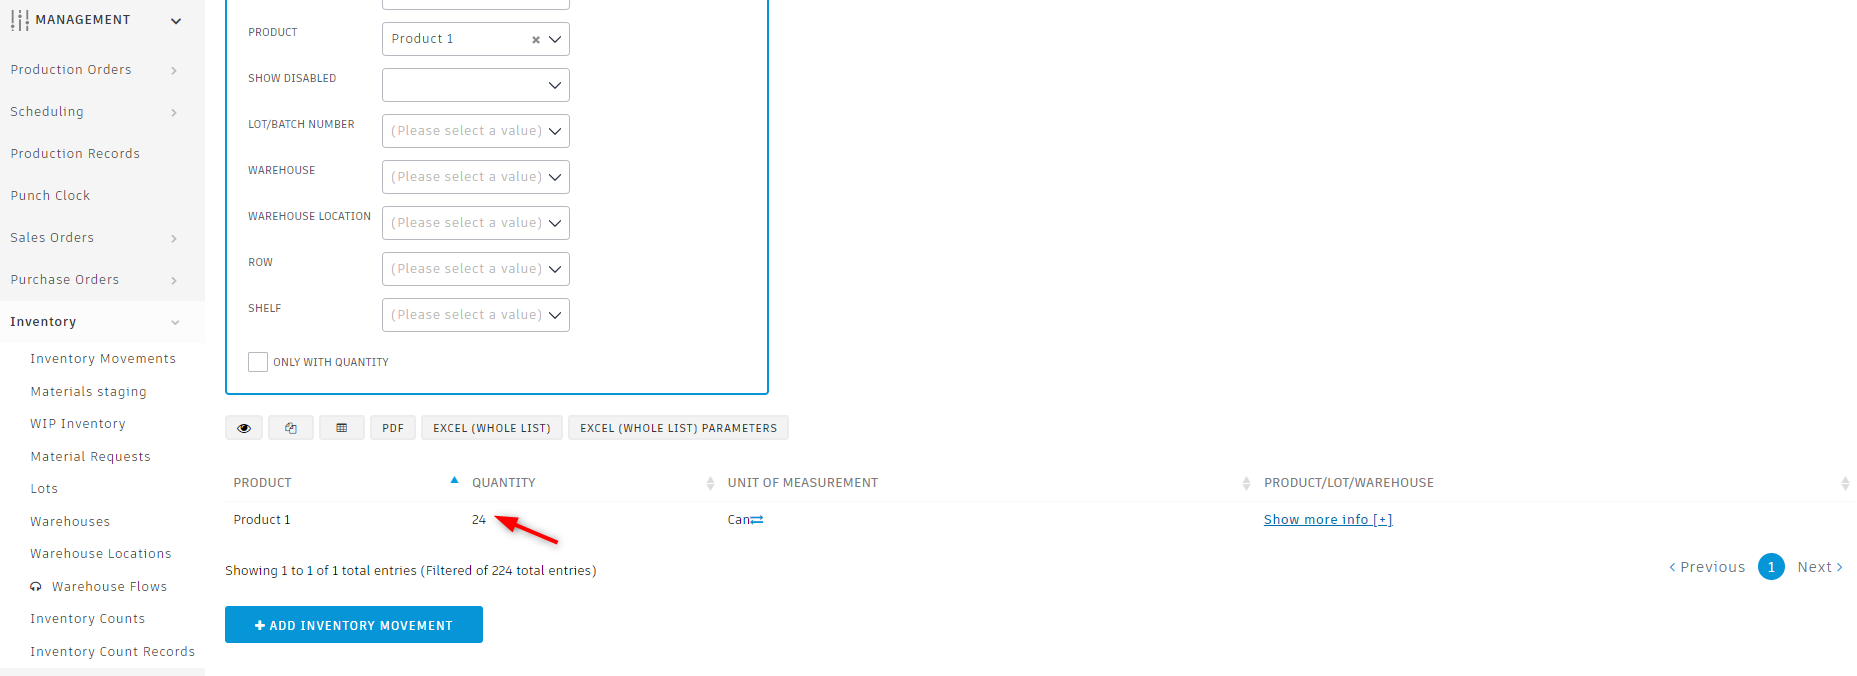 MANAGEMENT
Production Orders
Scheduling
Production Records
Punch Clock
Sales Orders
Purchase Orders
Inventory
Inventory Movements
Materials staging
WIP Inventory
Material Requests
Lots
Warehouses
Warehouse Locations
Warehouse Flows
Inventory Counts
Inventory Count Records
PRODUCT Product 1
SHOW DISABLED
LOT/BATCH NUMBER (Please select a value)
WAREHOUSE (Please select a value)
WAREHOUSE LOCATION (Please select a value)
ROW (Please select a value)
SHELF (Please select a value)
ONLY WITH QUANTITY
PDF EXCEL (WHOLE LIST) EXCEL (WHOLE LIST) PARAMETERS
PRODUCT QUANTITY UNIT OF MEASUREMENT PRODUCT/LOT/WAREHOUSE
Product 1 24 Can Show more info [+]
Showing 1 to 1 of 1 total entries (Filtered of 224 total entries)
Previous 1 Next
ADD INVENTORY MOVEMENT